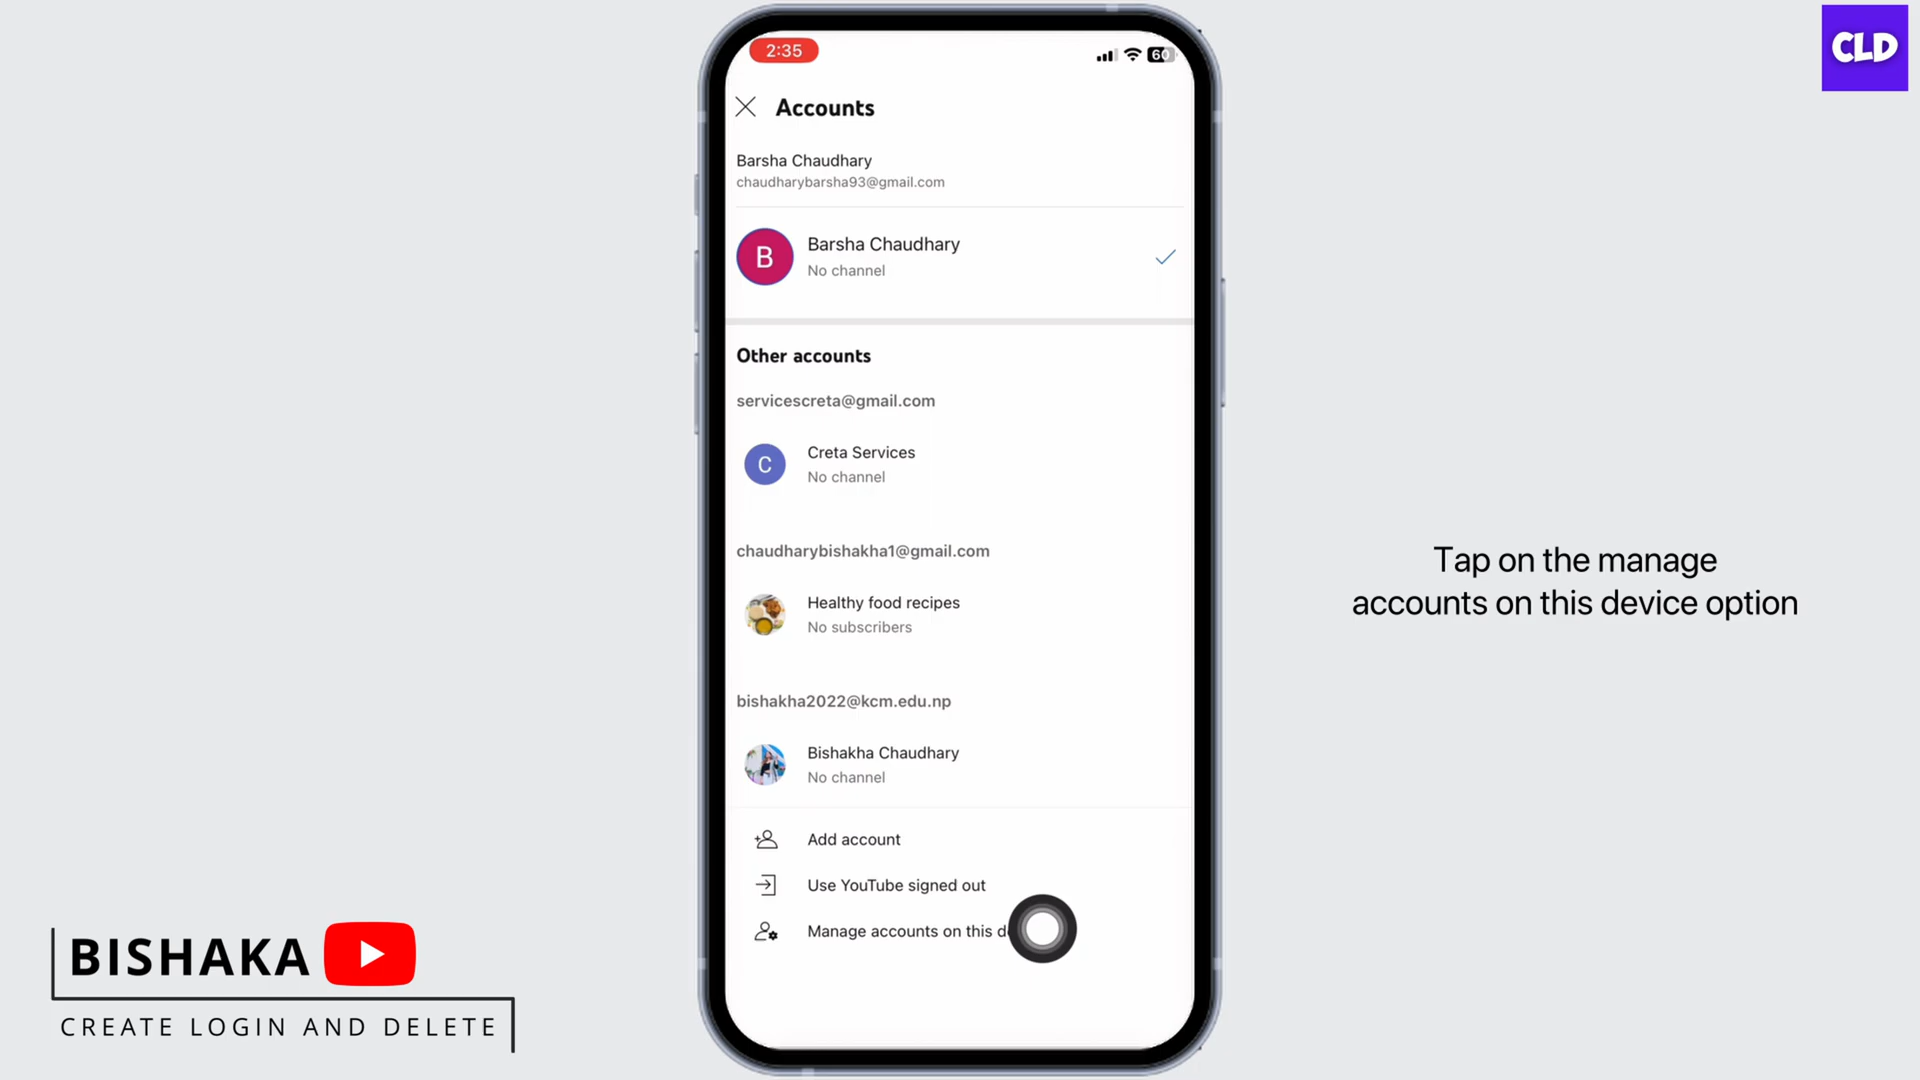 CLD
2:35
60
Accounts
Barsha Chaudhary
chaudharybarsha93@gmail.com
B
Barsha Chaudhary
No channel
Other accounts
servicescreta@gmail.com
C
Creta Services
No channel
chaudharybishakha1@gmail.com
Healthy food recipes
No subscribers
bishakha2022@kcm.edu.np
Bishakha Chaudhary
No channel
Add account
Use YouTube signed out
Manage accounts on this
Tap on the manage
accounts on this device option
BISHAKA
CREATE LOGIN AND DELETE